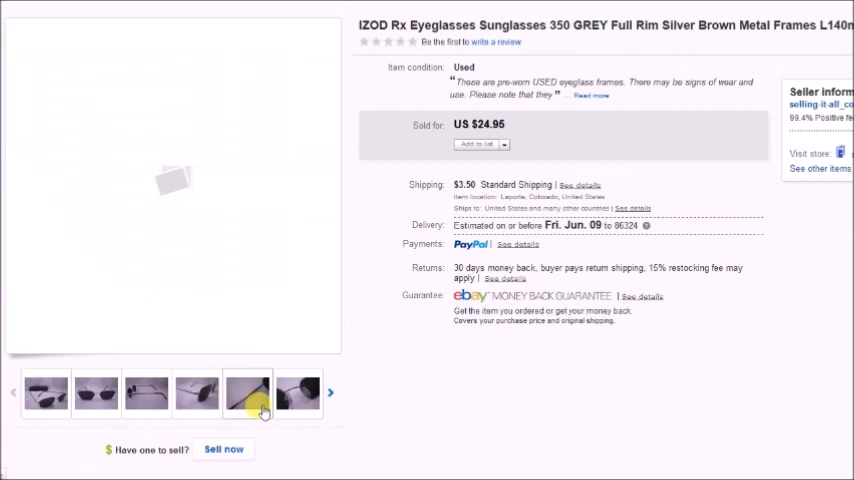 IZOD Rx Eyeglasses Sunglasses 350 GREY Full Rim Silver Brown Metal Frames
Be the first to write a review
Item condition: Used
“These are pre-worn USED eyeglass frames. There may be signs of wear and
use. Please note that they ” ... Read more
Sold for: US $24.95
Add to list
Shipping: $3.50 Standard Shipping | See details
Item location: Laporte, Colorado, United States
Ships to: United States and many other countries | See details
Delivery: Estimated on or before Fri. Jun. 09 to 86324
Payments: PayPal | See details
Returns: 30 days money back, buyer pays return shipping, 15% restocking fee may
apply | See details
Guarantee: ebay MONEY BACK GUARANTEE | See details
Get the item you ordered or get your money back.
Covers your purchase price and original shipping.
Seller
99.4% Positive
Visit store:
See other items
$ Have one to sell? Sell now